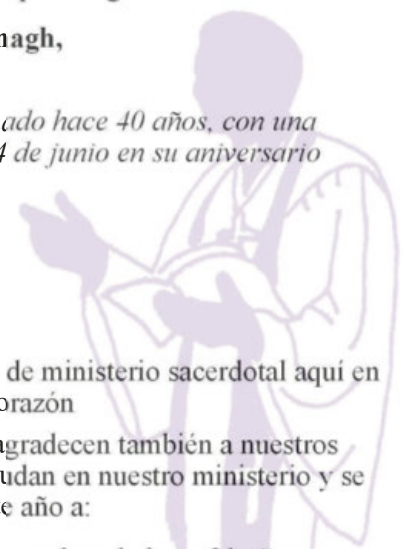 nagh,
ado hace 40 años, con una
4 de junio en su aniversario
de ministerio sacerdotal aquí en
orazón
agradecen también a nuestros
udan en nuestro ministerio y se
e año a: